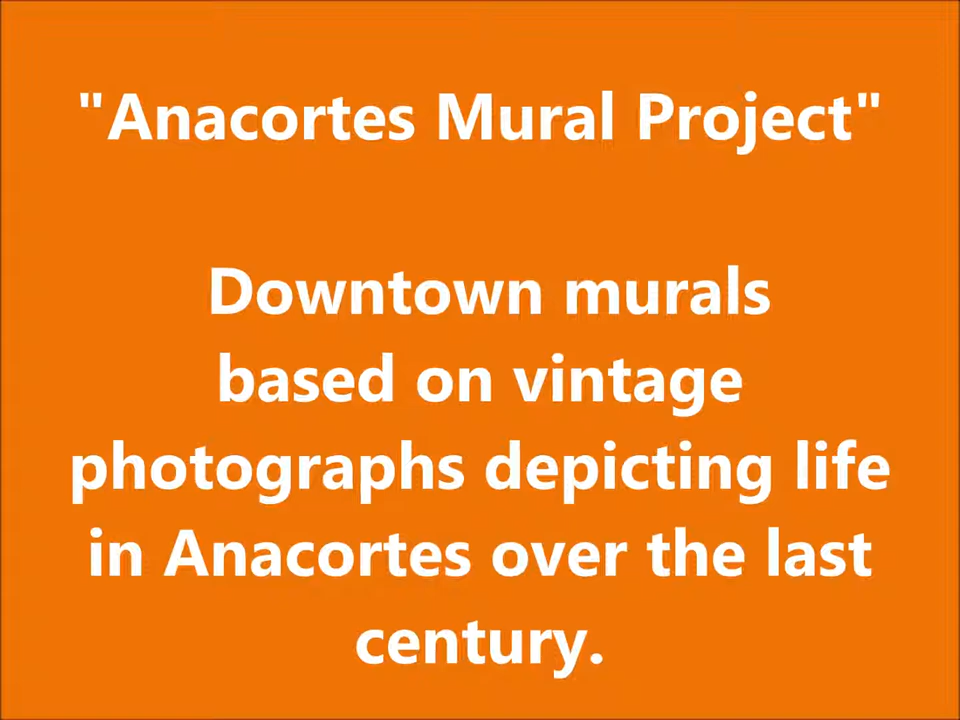 "Anacortes Mural Project"
Downtown murals
based on vintage
photographs depicting life
in Anacortes over the last
century.